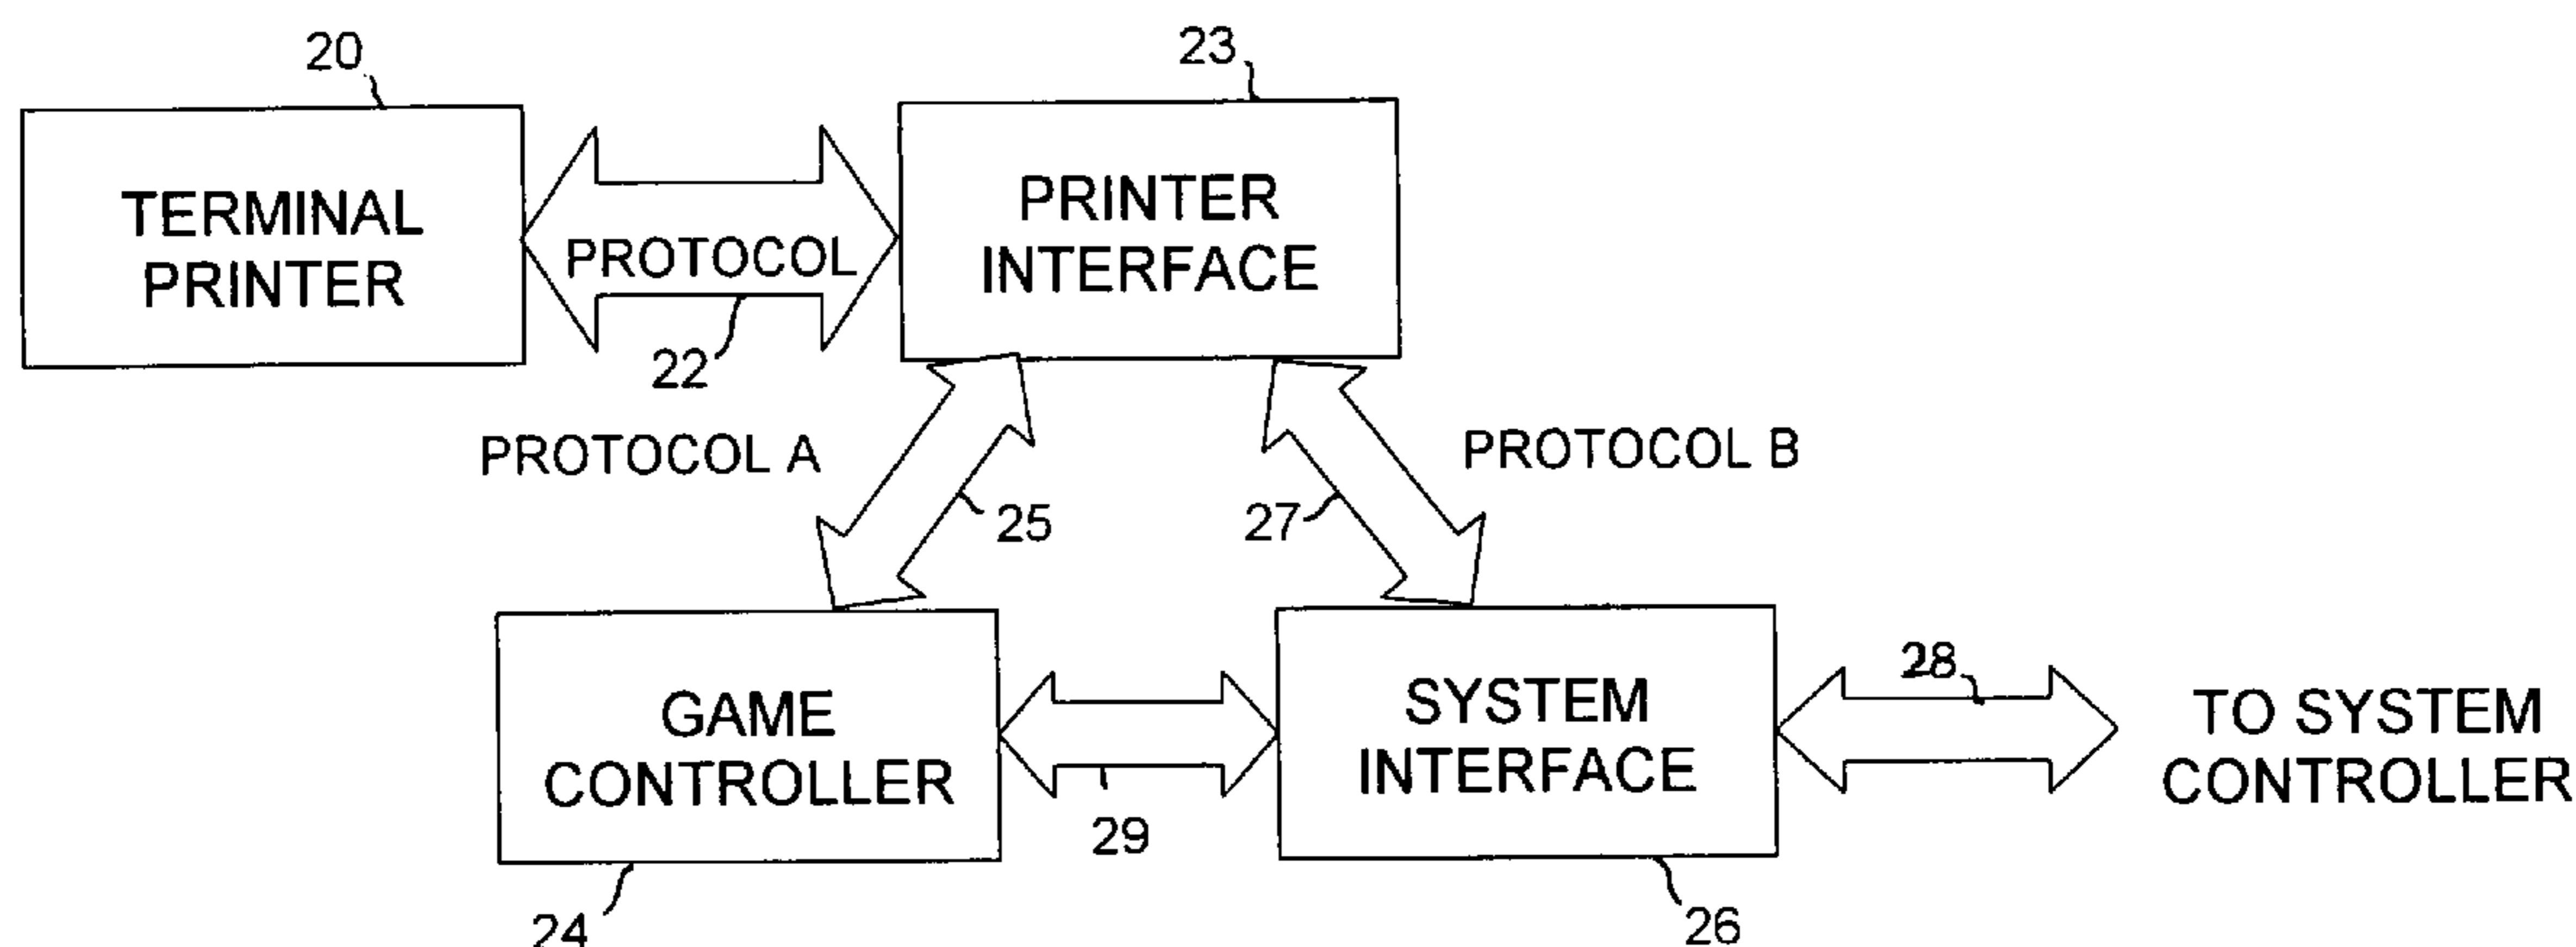 20
23
TERMINAL
PRINTER
PROTOCOL
22
PRINTER
INTERFACE
PROTOCOL A
25
PROTOCOL B
27
GAME
CONTROLLER
24
29
SYSTEM
INTERFACE
26
28
TO SYSTEM
CONTROLLER